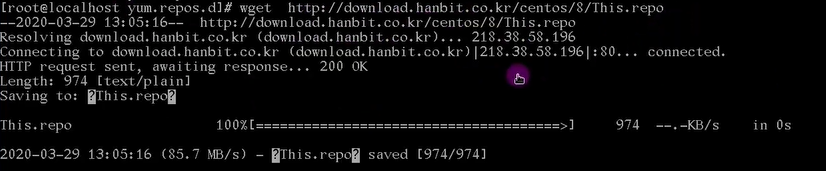 [root@localhost yum.repos.d]# wget  http://download.hanbit.co.kr/centos/8/This.repo
--2020-03-29 13:05:16--  http://download.hanbit.co.kr/centos/8/This.repo
Resolving download.hanbit.co.kr (download.hanbit.co.kr)... 218.38.58.196
Connecting to download.hanbit.co.kr (download.hanbit.co.kr)|218.38.58.196|:80... connected.
HTTP request sent, awaiting response... 200 OK
Length: 974 [text/plain]
Saving to: ?This.repo?
This.repo 100%[======================================>] 974 --.-KB/s in 0s
2020-03-29 13:05:16 (85.7 MB/s) - ?This.repo? saved [974/974]